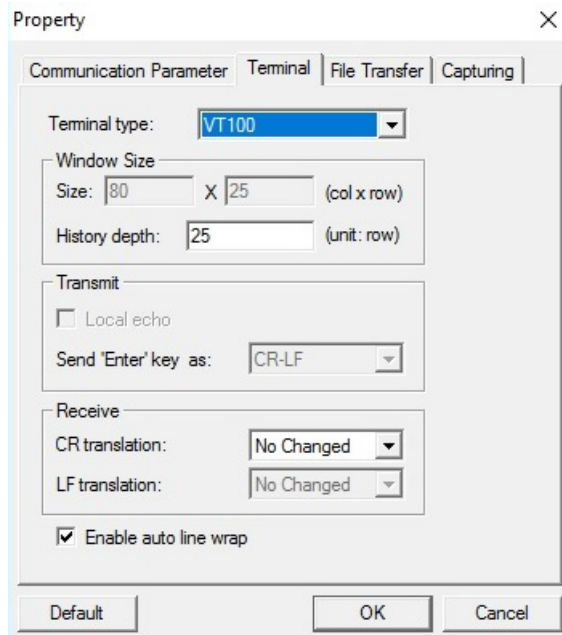 Property
Communication Parameter Terminal File Transfer Capturing
Terminal type: VT100
Window Size
Size: 80 X 25 (col x row)
History depth: 25 (unit: row)
Transmit
Local echo
Send 'Enter' key as: CR-LF
Receive
CR translation: No Changed
LF translation: No Changed
Enable auto line wrap
Default OK Cancel